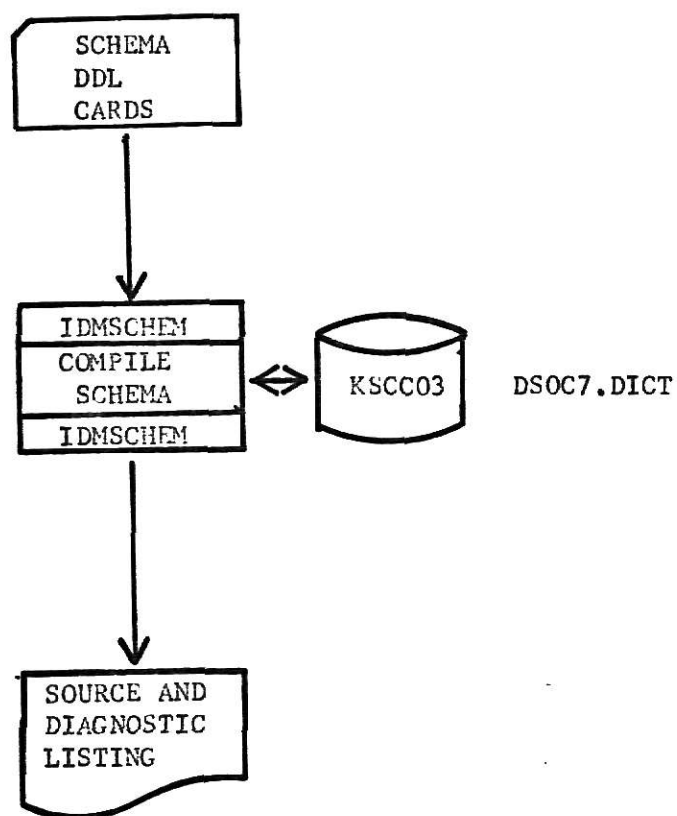 SCHEMA
DDL
CARDS
IDMSCHEM
COMPILE
SCHEMA
KSCC03
DSOC7.DICT
IDMSCHEM
SOURCE AND
DIAGNOSTIC
LISTING